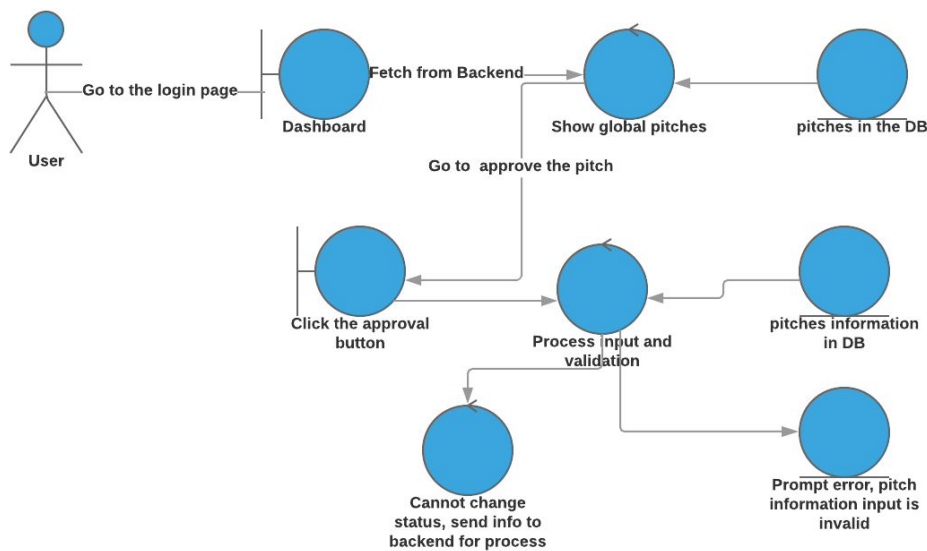 Go to the login page
User
Dashboard
Fetch from Backend
Show global pitches
pitches in the DB
Go to approve the pitch
Click the approval
button
Process input and
validation
pitches information
in DB
Cannot change
status, send info to
backend for process
Prompt error, pitch
information input is
invalid